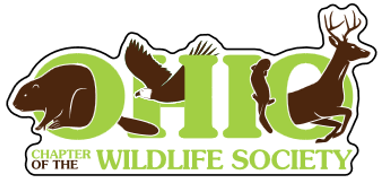 OHIO
CHAPTER
OF THE WILDLIFE SOCIETY